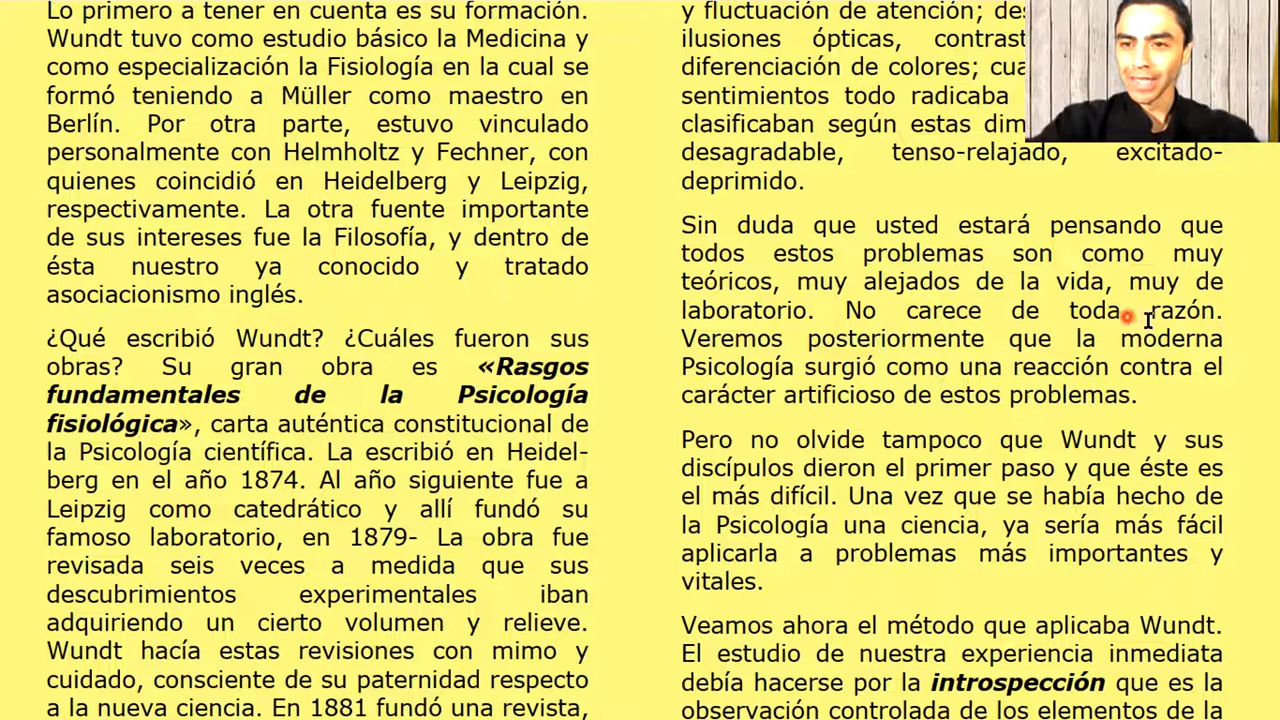 Lo primero a tener en cuenta es su formación.
Wundt tuvo como estudio básico la Medicina y
como especialización la Fisiología en la cual se
formó teniendo a Müller como maestro en
Berlín. Por otra parte, estuvo vinculado
personalmente con Helmholtz y Fechner, con
quienes coincidió en Heidelberg y Leipzig,
respectivamente. La otra fuente importante
de sus intereses fue la Filosofía, y dentro de
ésta nuestro ya conocido y tratado
asociacionismo inglés.
¿Qué escribió Wundt? ¿Cuáles fueron sus
obras? Su gran obra es «Rasgos
fundamentales de la Psicología
fisiológica», carta auténtica constitucional de
la Psicología científica. La escribió en Heidel-
berg en el año 1874. Al año siguiente fue a
Leipzig como catedrático y allí fundó su
famoso laboratorio, en 1879- La obra fue
revisada seis veces a medida que sus
descubrimientos experimentales iban
adquiriendo un cierto volumen y relieve.
Wundt hacía estas revisiones con mimo y
cuidado, consciente de su paternidad respecto
a la nueva ciencia. En 1881 fundó una revista,
y fluctuación de atención;
ilusiones ópticas,
diferenciación de colores;
sentimientos todo radicaba
clasificaban según estas
desagradable, tenso-relajado, excitado-
deprimido.
Sin duda que usted estará pensando que
todos estos problemas son como muy
teóricos, muy alejados de la vida, muy de
laboratorio. No carece de toda razón.
Veremos posteriormente que la moderna
Psicología surgió como una reacción contra el
carácter artificioso de estos problemas.
Pero no olvide tampoco que Wundt y sus
discípulos dieron el primer paso y que éste es
el más difícil. Una vez que se había hecho de
la Psicología una ciencia, ya sería más fácil
aplicarla a problemas más importantes y
vitales.
Veamos ahora el método que aplicaba Wundt.
El estudio de nuestra experiencia inmediata
debía hacerse por la introspección que es la
observación controlada de los elementos de la